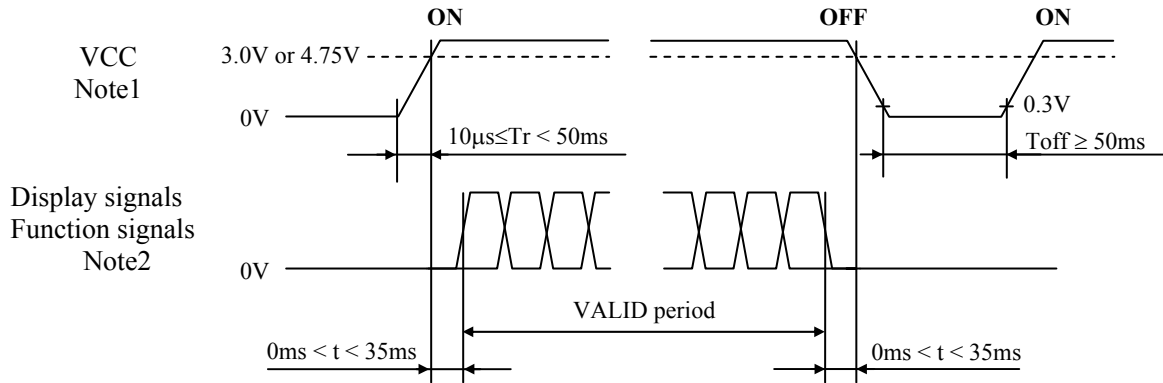 ON OFF ON
VCC
Note1
3.0V or 4.75V
0V
0.3V
10μs≤Tr < 50ms
Toff ≥ 50ms
Display signals
Function signals
Note2
0V
VALID period
0ms < t < 35ms
0ms < t < 35ms